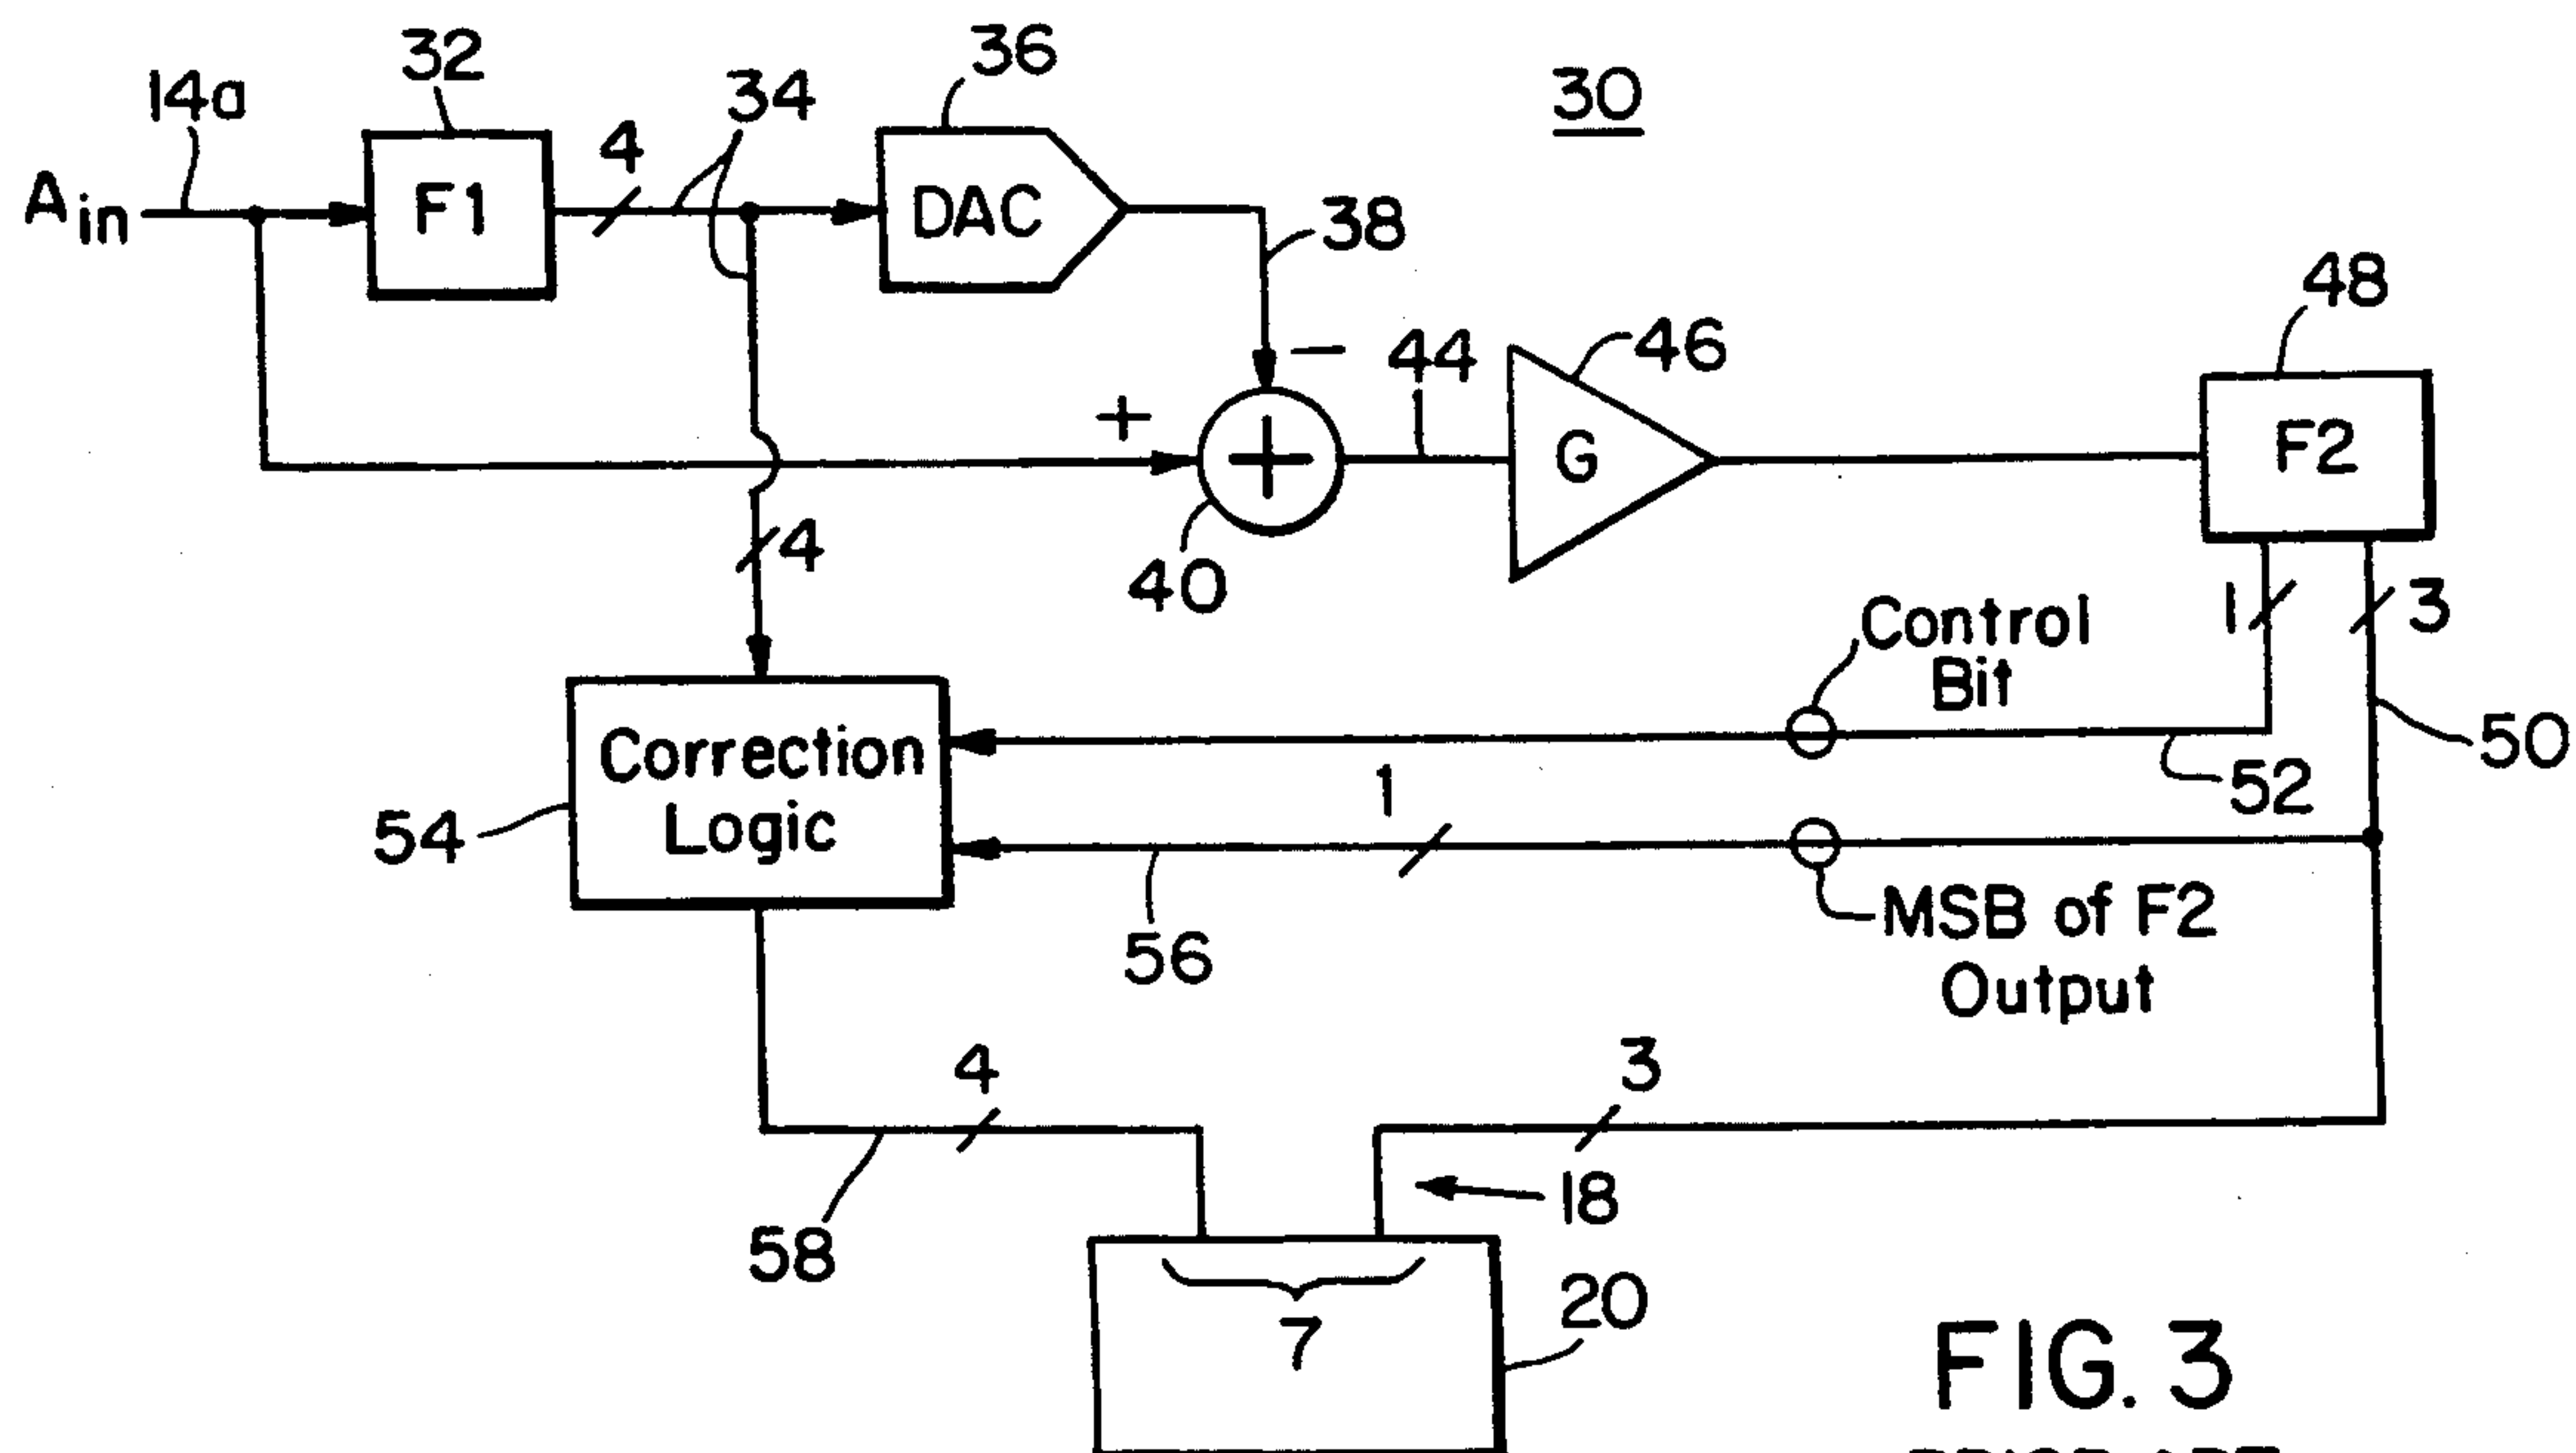 32
36
14a
34
30
4
A in
F1
DAC
38
48
−
44
46
+
G
F2
4
40
1
3
Control
Bit
50
Correction
Logic
52
1
54
MSB of F2
Output
56
4
3
18
58
20
7
FIG. 3